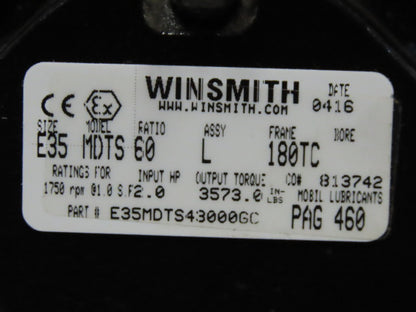 WINSMITH DATE
CE Ex WWW.WINSMITH.COM 0416
SIZE MODEL RATIO ASSY FRAME BORE
E35 MDTS 60 L 180TC
RATINGS FOR INPUT HP OUTPUT TORQUE CO# 813742
1750 rpm @1.0 S.F 2.0 3573.0 IN-LBS MOBIL LUBRICANTS
PART # E35MDTS43000GC PAG 460